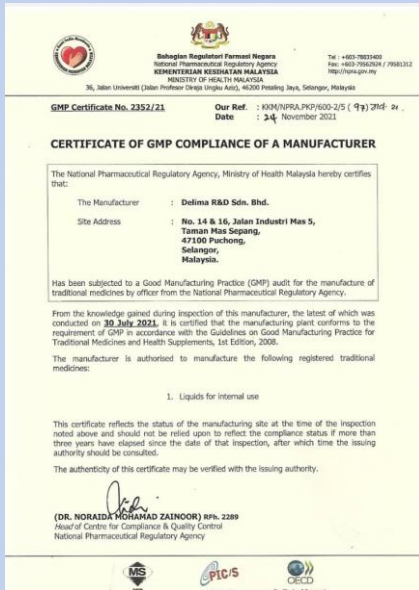 Bahagian Regulatori Farmasi Negara
National Pharmaceutical Regulatory Agency
KEMENTERIAN KESIHATAN MALAYSIA
MINISTRY OF HEALTH MALAYSIA
36, Jalan Universiti (Jalan Profesor Diraja Ungku Aziz), 46200 Petaling Jaya, Selangor, Malaysia
Tel : +603-78835400
Fax: +603-79562924 / 79581312
http://npra.gov.my
GMP Certificate No. 2352/21
Our Ref. : KKM/NPRA.PKP/600-2/5 (97)
Date : 24 November 2021
CERTIFICATE OF GMP COMPLIANCE OF A MANUFACTURER
The National Pharmaceutical Regulatory Agency, Ministry of Health Malaysia hereby certifies
that:
The Manufacturer : Delima R&D Sdn. Bhd.
Site Address : No. 14 & 16, Jalan Industri Mas 5,
Taman Mas Sepang,
47100 Puchong,
Selangor,
Malaysia.
Has been subjected to a Good Manufacturing Practice (GMP) audit for the manufacture of
traditional medicines by officer from the National Pharmaceutical Regulatory Agency.
From the knowledge gained during inspection of this manufacturer, the latest of which was
conducted on 30 July 2021, it is certified that the manufacturing plant conforms to the
requirement of GMP in accordance with the Guidelines on Good Manufacturing Practice for
Traditional Medicines and Health Supplements, 1st Edition, 2008.
The manufacturer is authorised to manufacture the following registered traditional
medicines:
1. Liquids for internal use
This certificate reflects the status of the manufacturing site at the time of the inspection
noted above and should not be relied upon to reflect the compliance status if more than
three years have elapsed since the date of that inspection, after which time the issuing
authority should be consulted.
The authenticity of this certificate may be verified with the issuing authority.
(DR. NORAIDA MOHAMAD ZAINOOR) RPh. 2289
Head of Centre for Compliance & Quality Control
National Pharmaceutical Regulatory Agency
MS
PIC/S
OECD